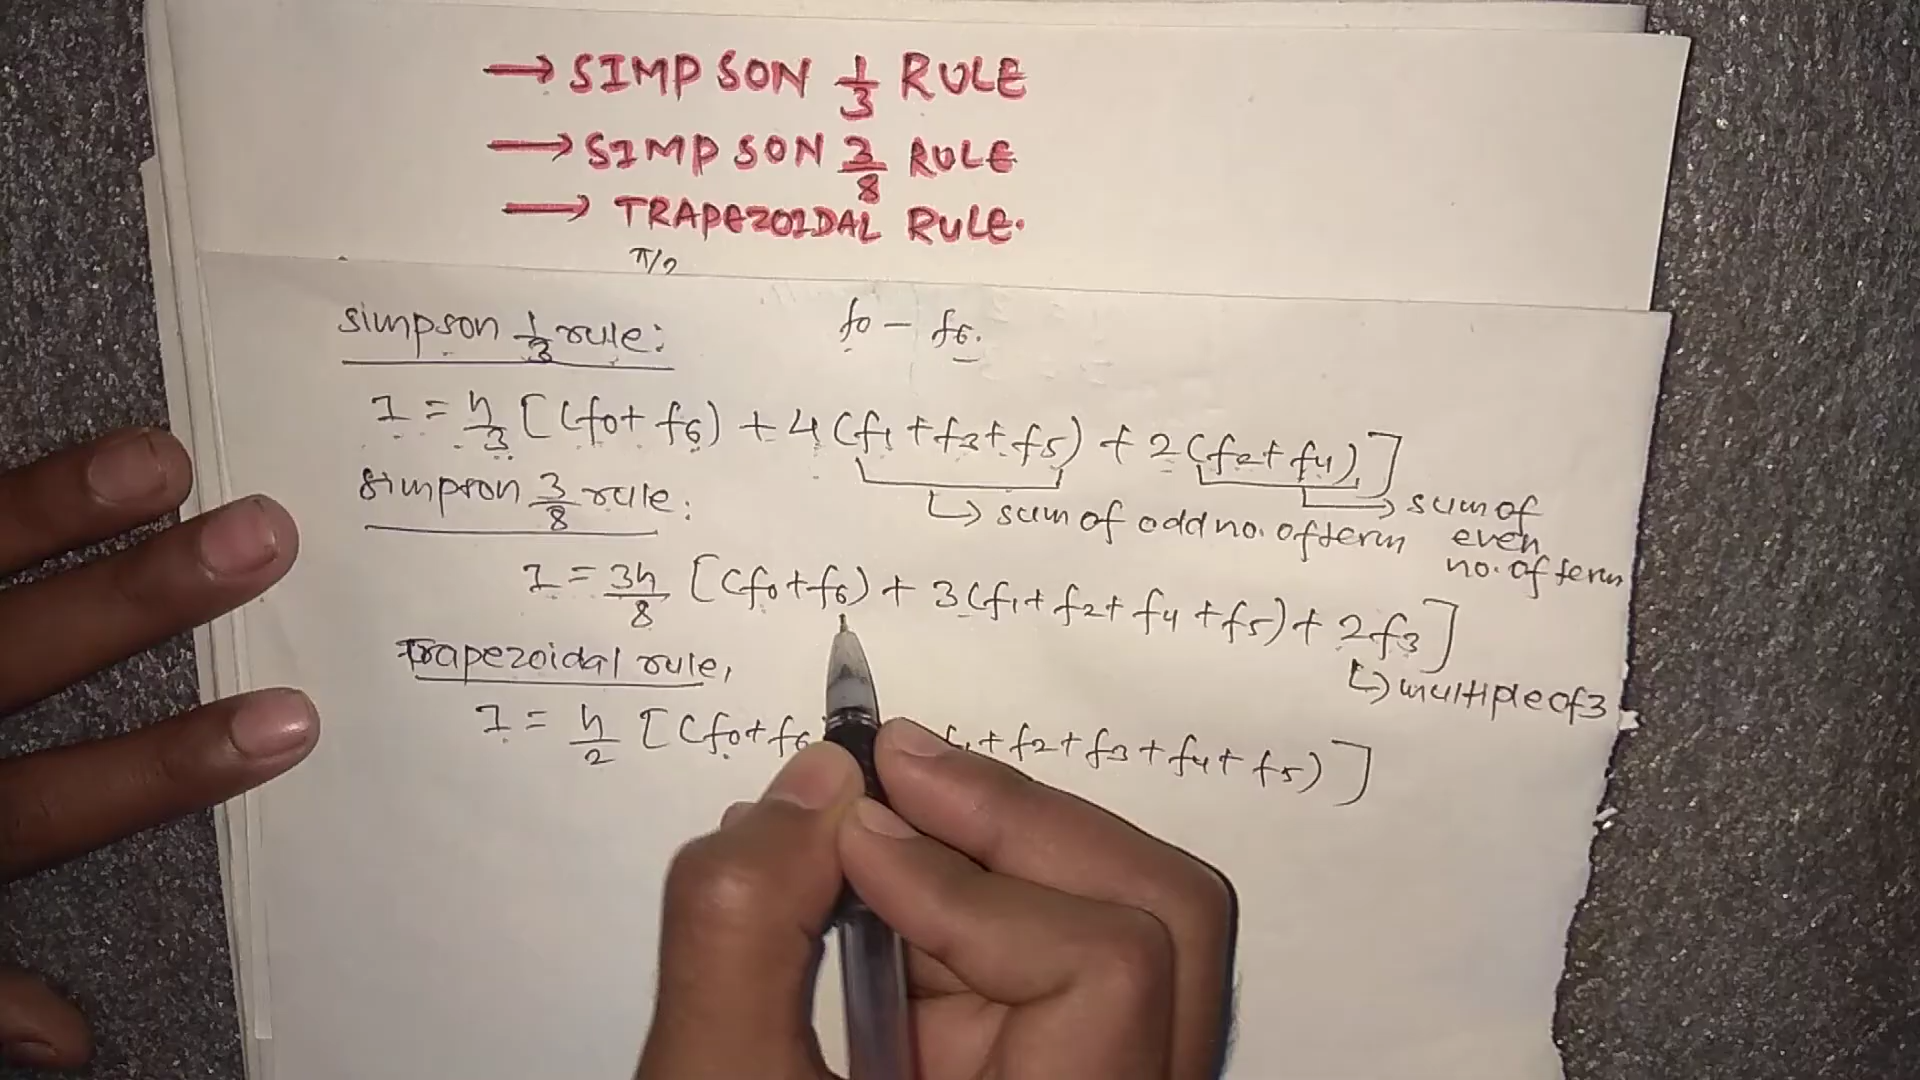 → SIMPSON 1/3 RULE
→ SIMPSON 3/8 RULE
→ TRAPEZOIDAL RULE.
π/2
simpson 1/3 rule:
f0 - f6.
I = h/3 [(f0 + f6) + 4(f1 + f3 + f5) + 2(f2 + f4)]
↳ sum of odd no. of term
→ sum of even no. of term
simpson 3/8 rule:
I = 3h/8 [(f0 + f6) + 3(f1 + f2 + f4 + f5) + 2f3]
↳ multiple of 3
Trapezoidal rule,
I = h/2 [(f0 + f6 f1 + f2 + f3 + f4 + f5)]